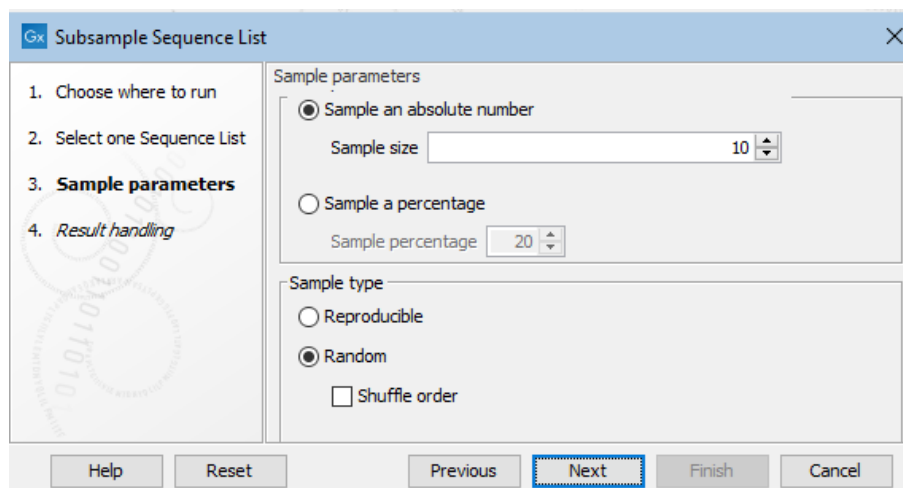 Gx Subsample Sequence List
1. Choose where to run
2. Select one Sequence List
3. Sample parameters
4. Result handling
Sample parameters
Sample an absolute number
Sample size 10
Sample a percentage
Sample percentage 20
Sample type
Reproducible
Random
Shuffle order
Help Reset Previous Next Finish Cancel